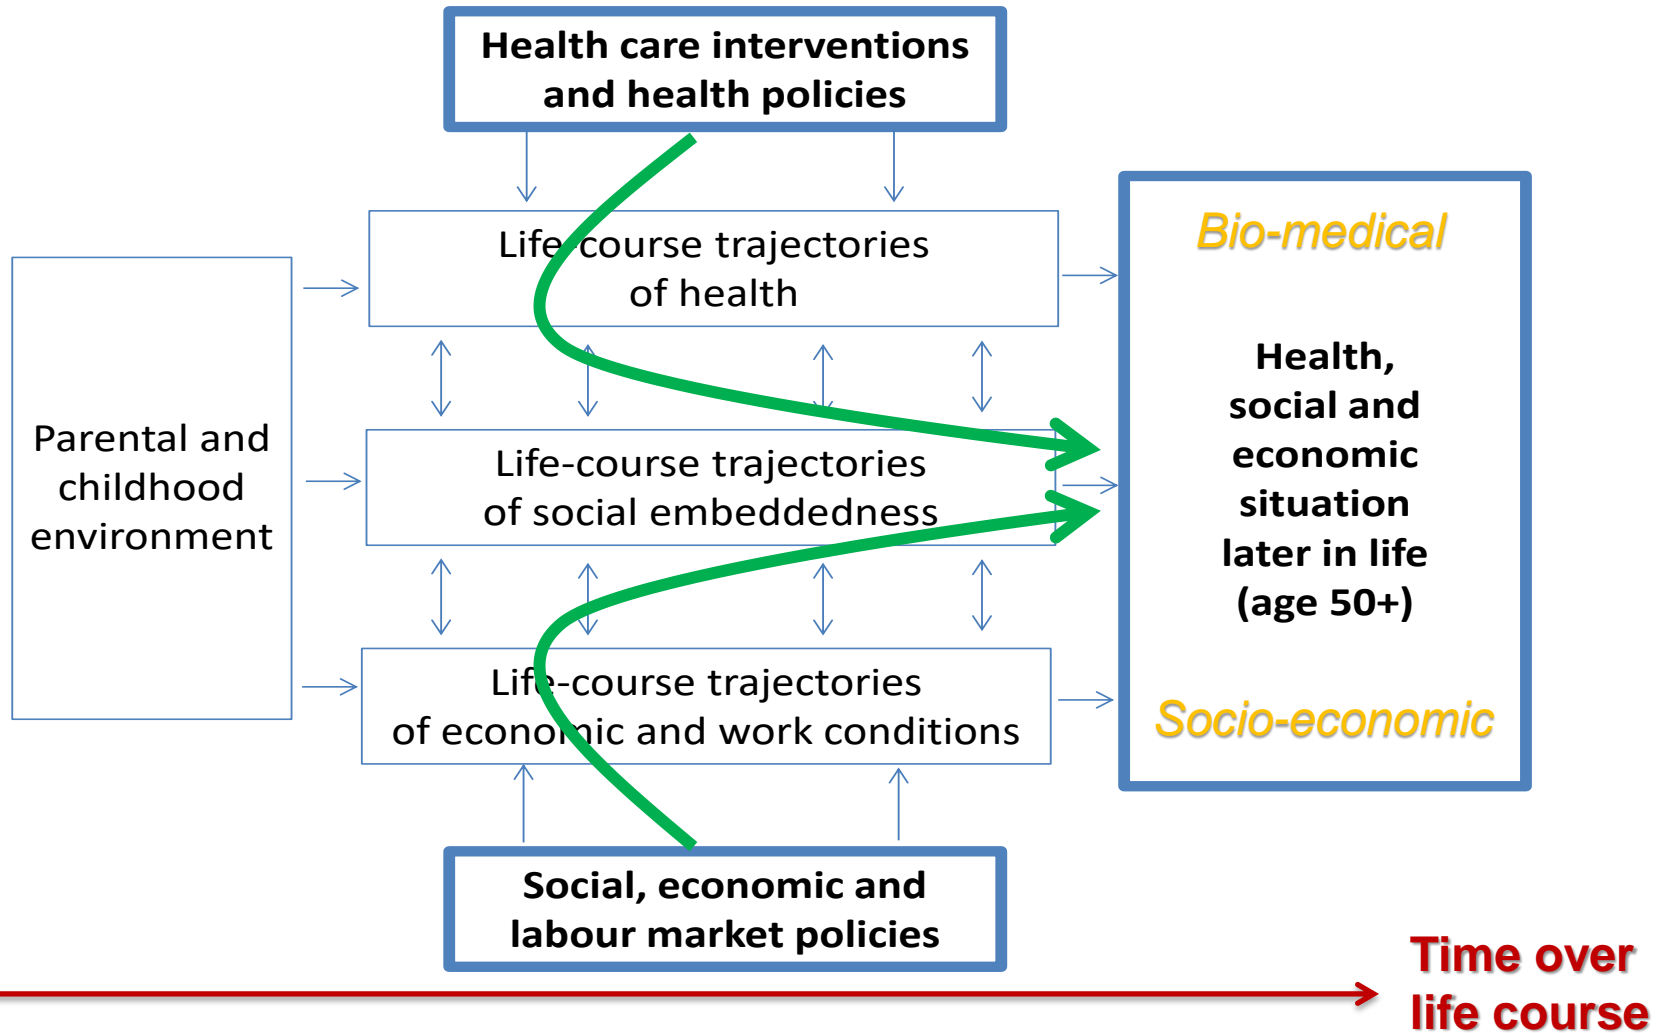 Health care interventions
and health policies
Life-course trajectories
of health
Parental and
childhood
environment
Life-course trajectories
of social embeddedness
Life-course trajectories
of economic and work conditions
Social, economic and
labour market policies
Bio-medical
Health,
social and
economic
situation
later in life
(age 50+)
Socio-economic
Time over
life course